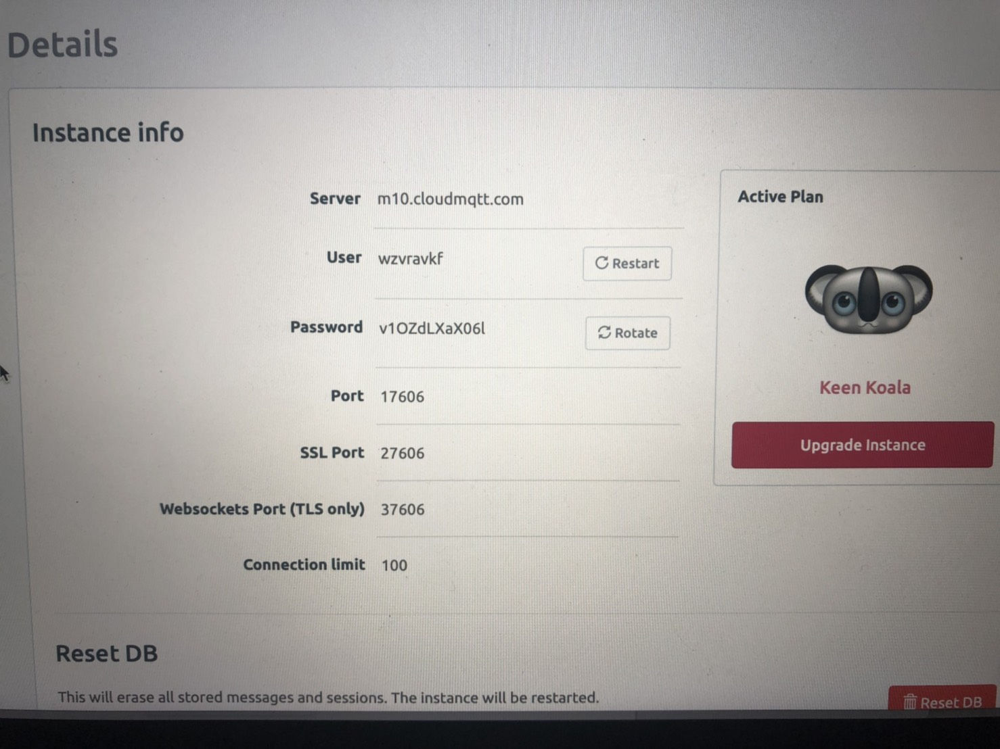 Details
Instance info
Server m10.cloudmqtt.com
User wzvravkf
Restart
Password v1OZdLXaX06l
Rotate
Port 17606
SSL Port 27606
Websockets Port (TLS only) 37606
Connection limit 100
Active Plan
Keen Koala
Upgrade Instance
Reset DB
This will erase all stored messages and sessions. The instance will be restarted.
Reset DB